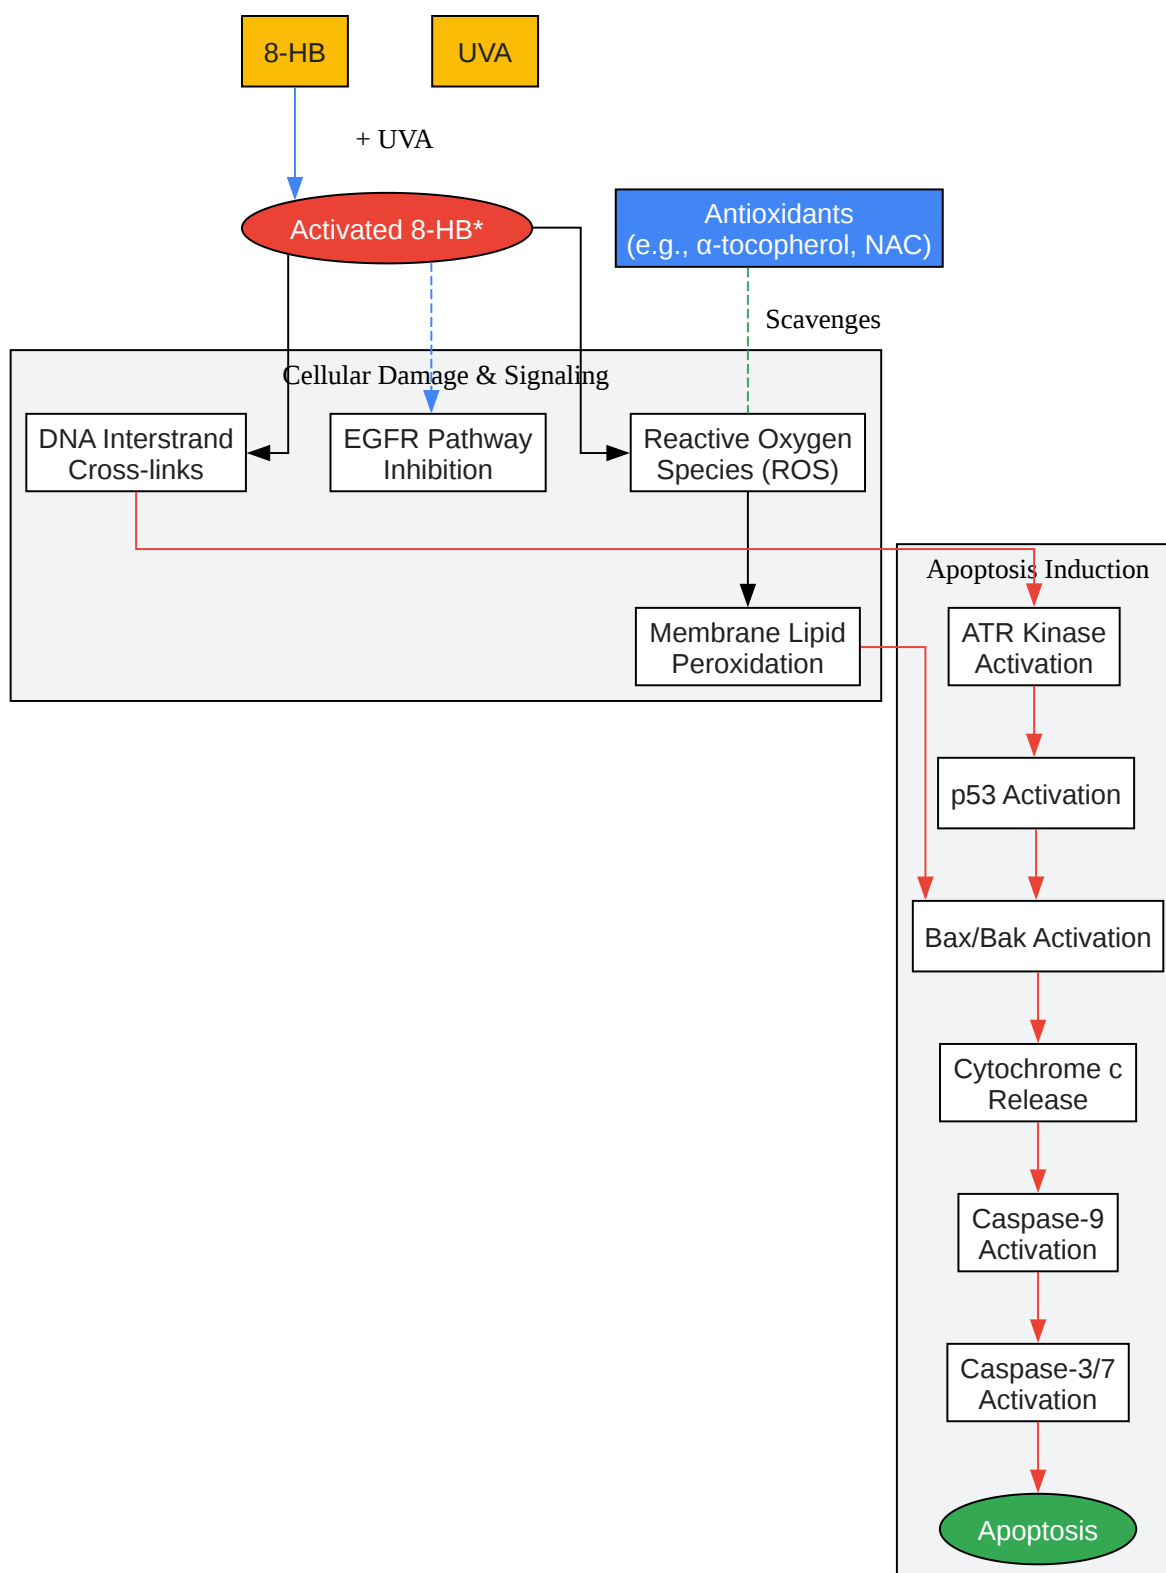 8-HB
UVA
+ UVA
Activated 8-HB*
Antioxidants
(e.g., α-tocopherol, NAC)
Scavenges
Cellular Damage & Signaling
DNA Interstrand
Cross-links
EGFR Pathway
Inhibition
Reactive Oxygen
Species (ROS)
Membrane Lipid
Peroxidation
Apoptosis Induction
ATR Kinase
Activation
p53 Activation
Bax/Bak Activation
Cytochrome c
Release
Caspase-9
Activation
Caspase-3/7
Activation
Apoptosis